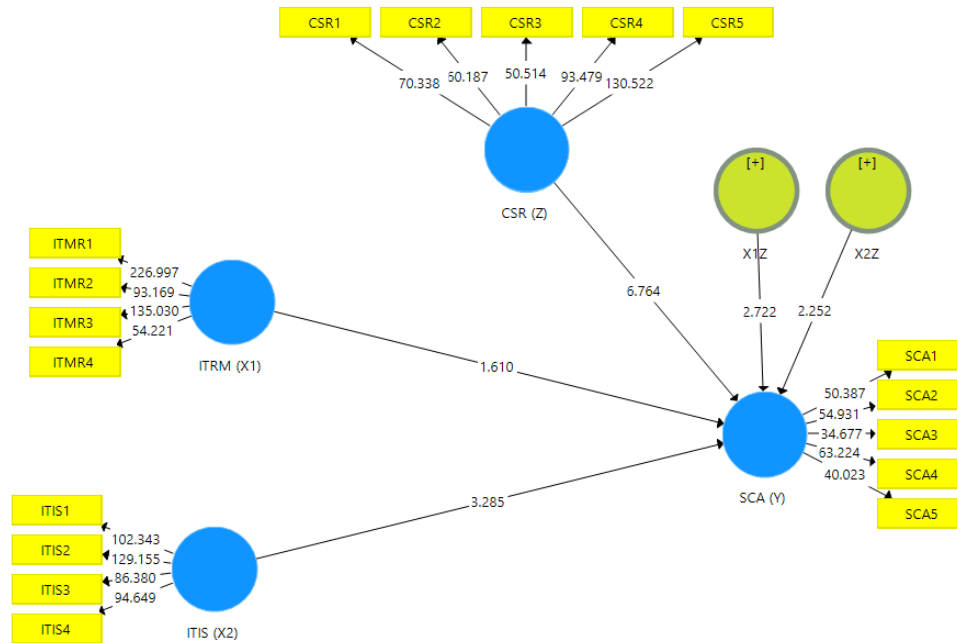 CSR1 CSR2 CSR3 CSR4 CSR5
70.338 50.514 93.479 130.522
CSR (Z)
[+] [+]
X1Z X2Z
ITMR1
ITMR2
ITMR3
ITMR4
226.997
93.169
135.030
54.221
ITRM (X1)
6.764
2.722 2.252
1.610
3.285
SCA1
SCA2
SCA3
SCA4
SCA5
50.387
54.931
34.677
63.224
40.023
SCA (Y)
ITIS1
ITIS2
ITIS3
ITIS4
102.343
129.155
86.380
94.649
ITIS (X2)